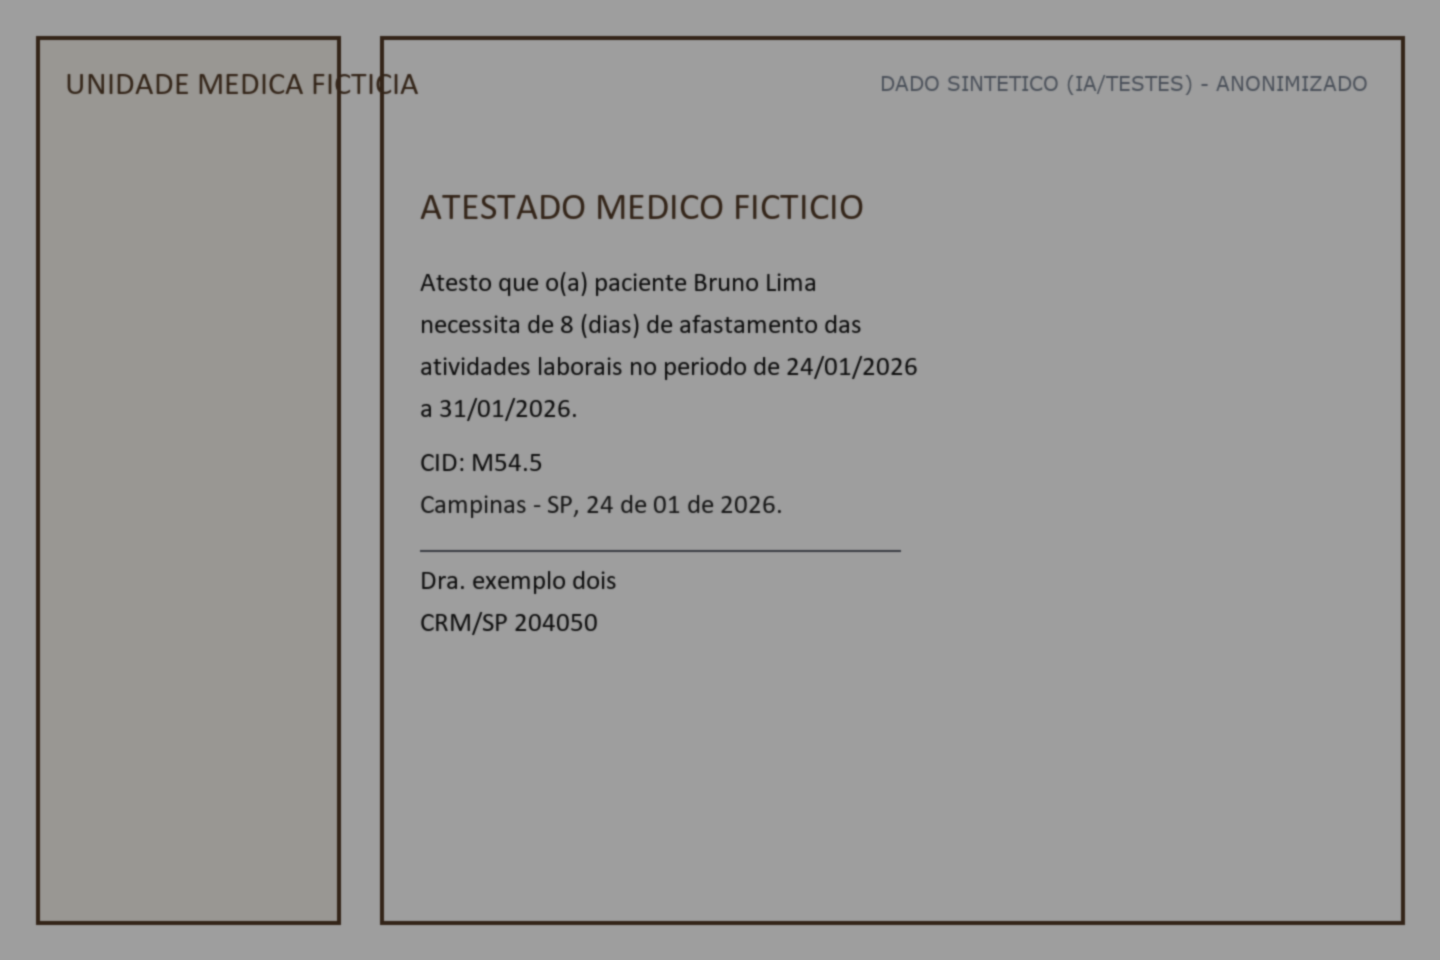 UNIDADE MEDICA FICTICIA
DADO SINTETICO (IA/TESTES) - ANONIMIZADO
ATESTADO MEDICO FICTICIO
Atesto que o(a) paciente Bruno Lima
necessita de 8 (dias) de afastamento das
atividades laborais no periodo de 24/01/2026
a 31/01/2026.
CID: M54.5
Campinas - SP, 24 de 01 de 2026.
Dra. exemplo dois
CRM/SP 204050